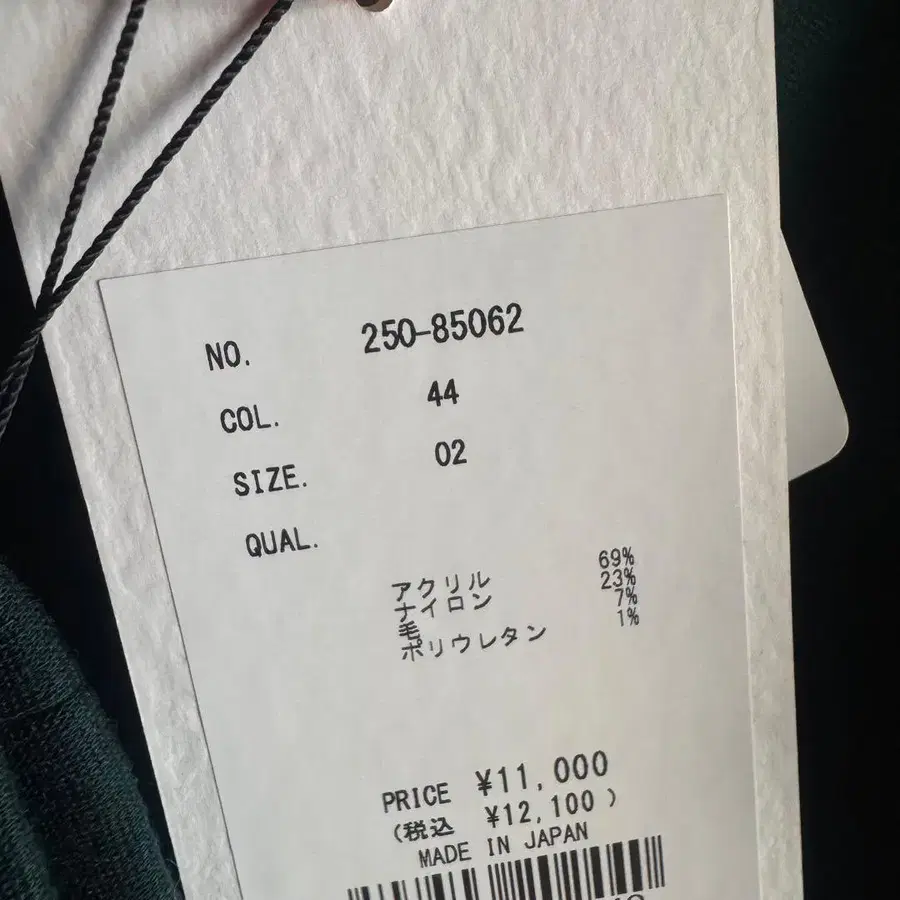 NO. 250-85062
COL. 44
SIZE. 02
QUAL.
アクリル 69%
ナイロン 23%
毛 7%
ポリウレタン 1%
PRICE ¥11,000
(税込 ¥12,100 )
MADE IN JAPAN